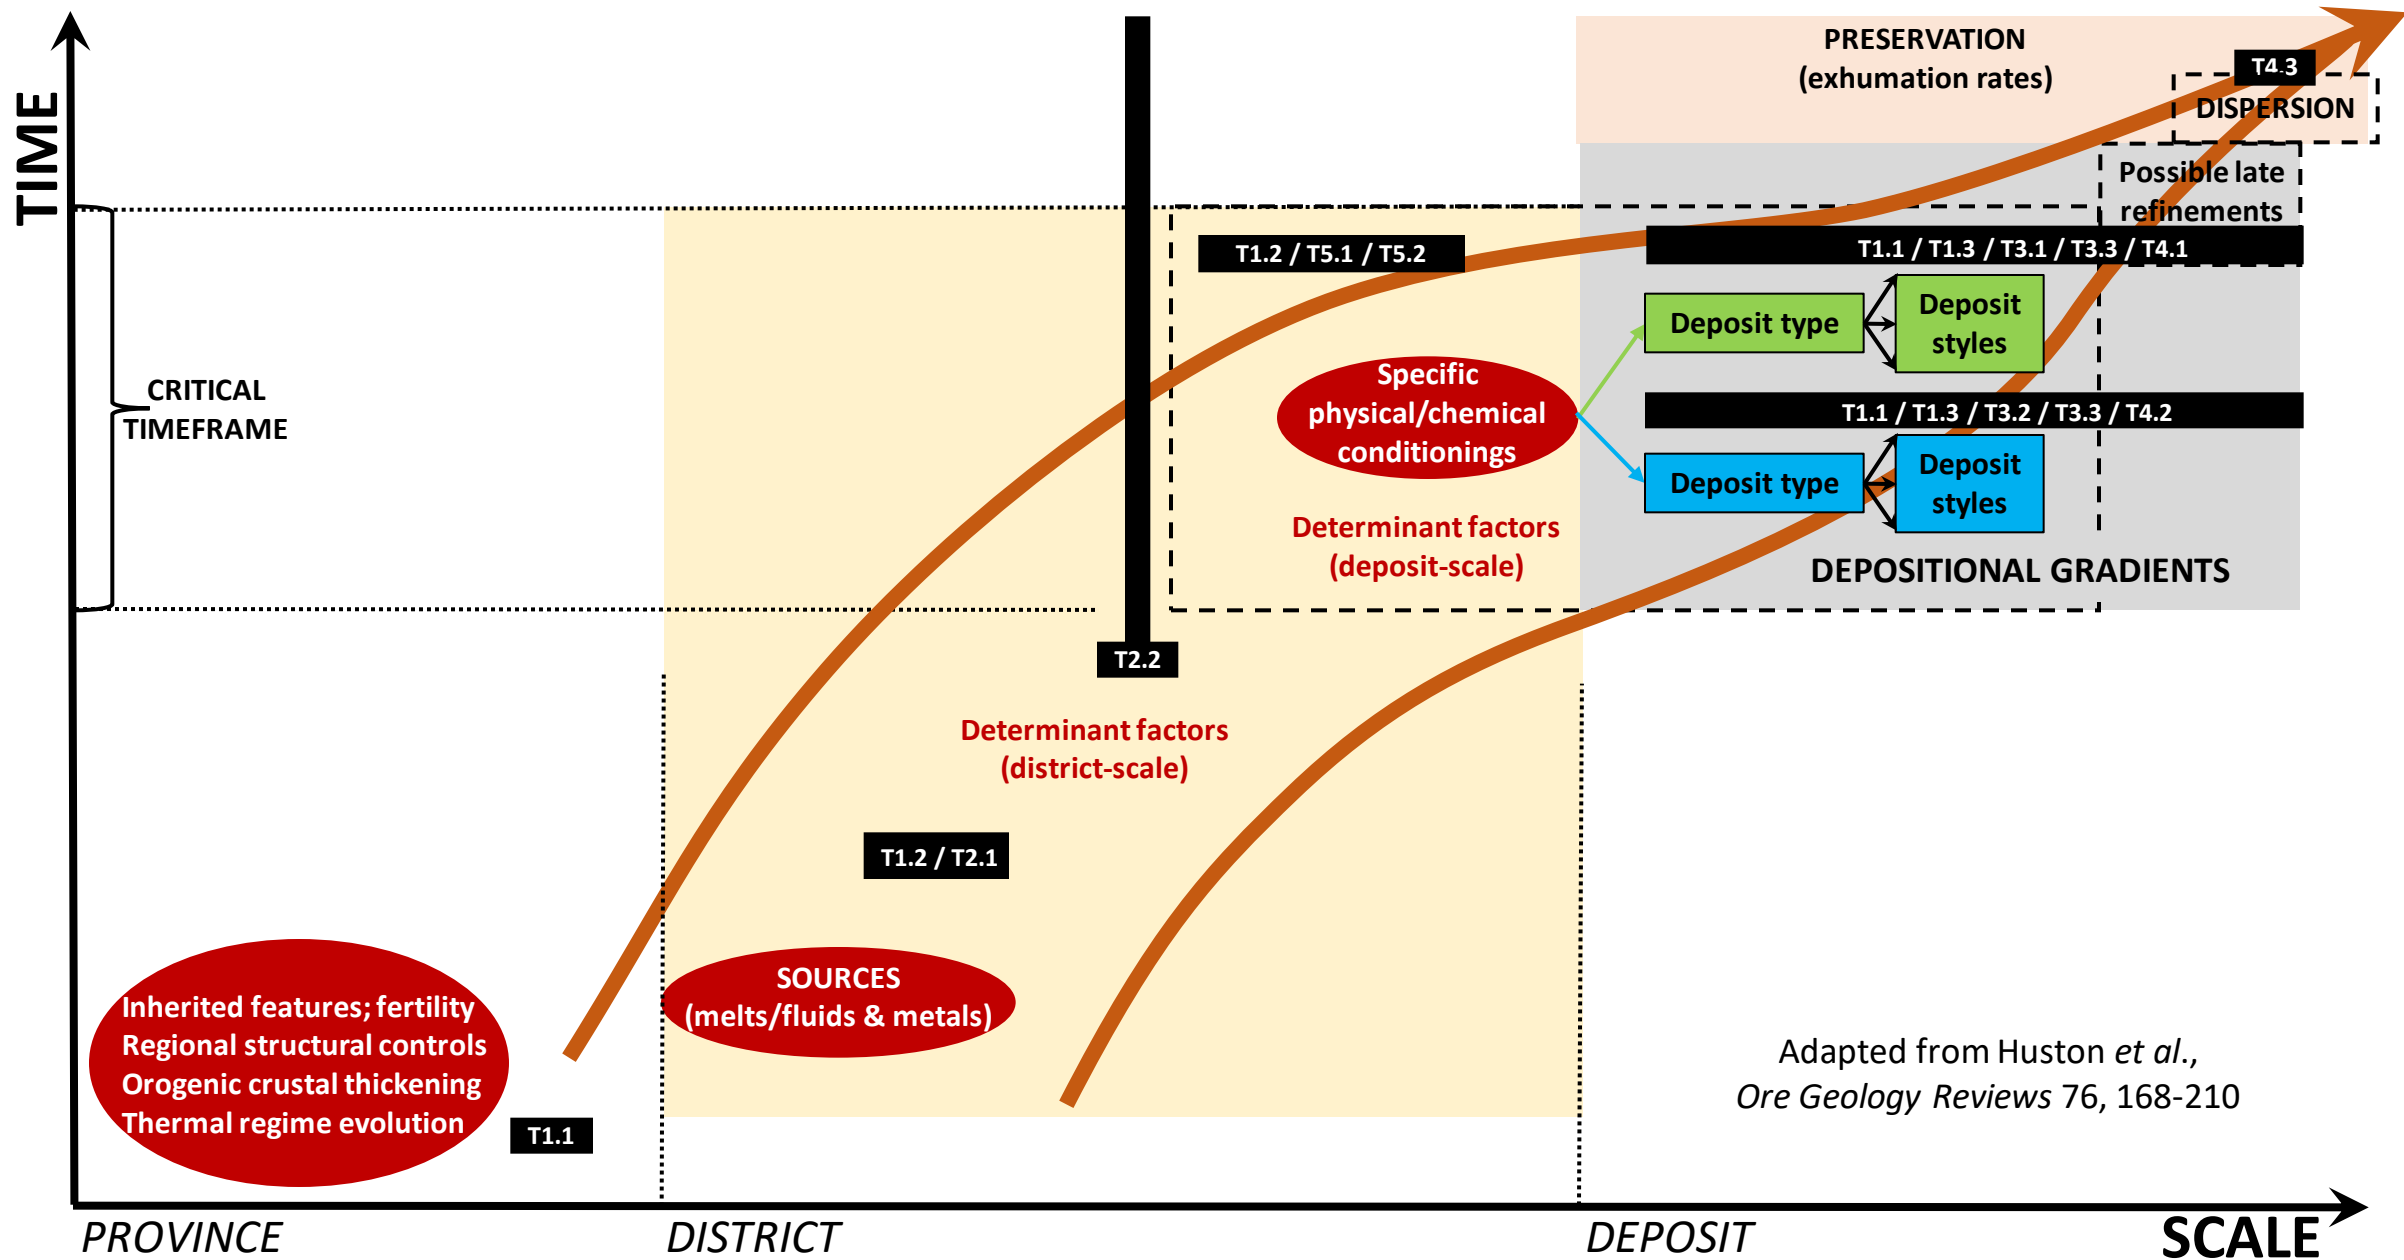 TIME
PRESERVATION
(exhumation rates)
T4.3
DISPERSION
Possible late
refinements
T1.2 / T5.1 / T5.2
T1.1 / T1.3 / T3.1 / T3.3 / T4.1
Deposit type
Deposit
styles
CRITICAL
TIMEFRAME
Specific
physical/chemical
conditionings
T1.1 / T1.3 / T3.2 / T3.3 / T4.2
Deposit type
Deposit
styles
Determinant factors
(deposit-scale)
DEPOSITIONAL GRADIENTS
T2.2
Determinant factors
(district-scale)
T1.2 / T2.1
SOURCES
(melts/fluids & metals)
Inherited features; fertility
Regional structural controls
Orogenic crustal thickening
Thermal regime evolution
T1.1
Adapted from Huston et al.,
Ore Geology Reviews 76, 168-210
PROVINCE
DISTRICT
DEPOSIT
SCALE